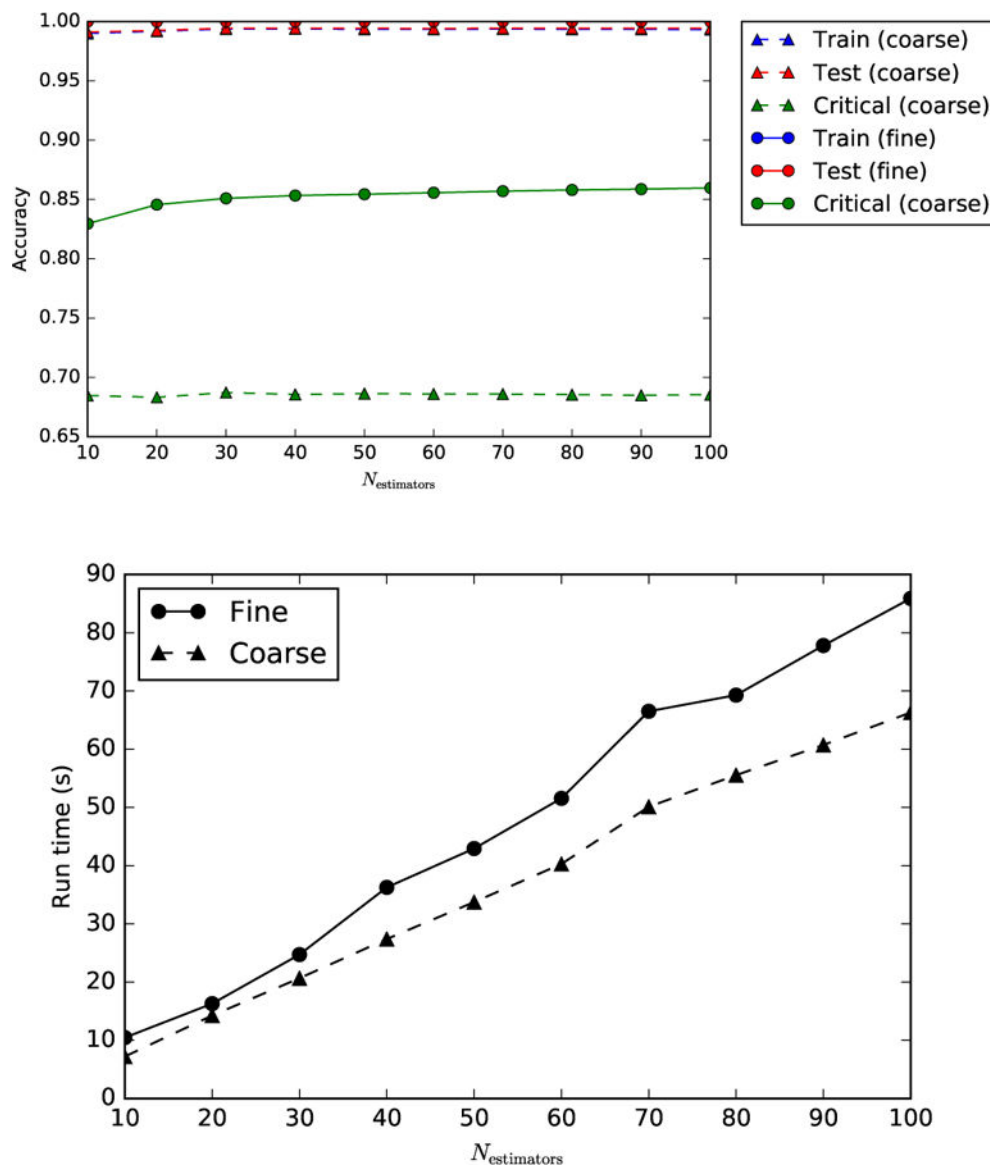 1.00
0.95
0.90
0.85
0.80
0.75
0.70
0.65
Accuracy
10 20 30 40 50 60 70 80 90 100
N_estimators
Train (coarse)
Test (coarse)
Critical (coarse)
Train (fine)
Test (fine)
Critical (coarse)
90
80
70
60
50
40
30
20
10
0
Run time (s)
Fine
Coarse
10 20 30 40 50 60 70 80 90 100
N_estimators